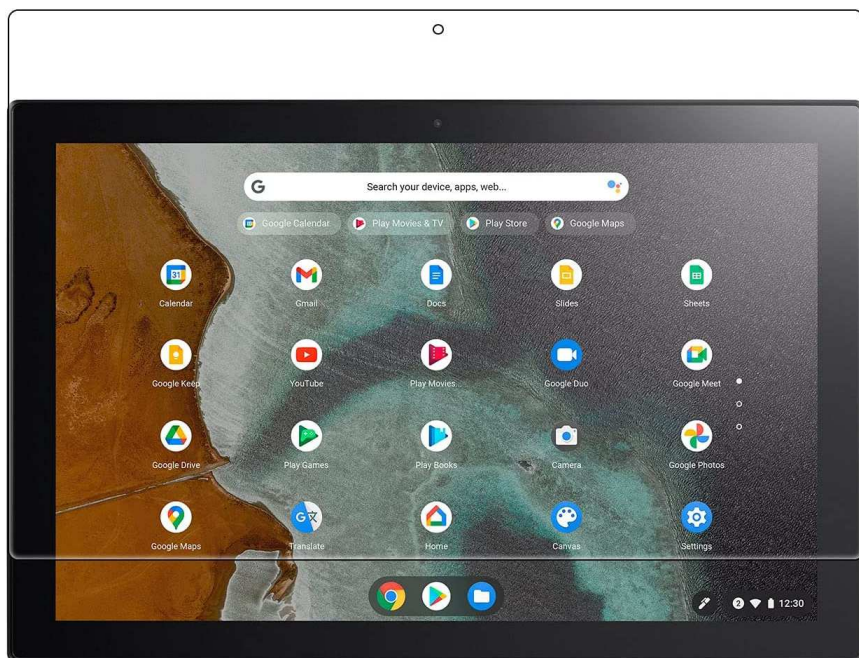 Search your device, apps, web...
Google Calendar
Play Movies & TV
Play Store
Google Maps
31
Calendar
Gmail
Docs
Slides
Sheets
Google Keep
YouTube
Play Movies...
Google Duo
Google Meet
Google Drive
Play Games
Play Books
Camera
Google Photos
Google Maps
Translate
Home
Canvas
Settings
2 12:30